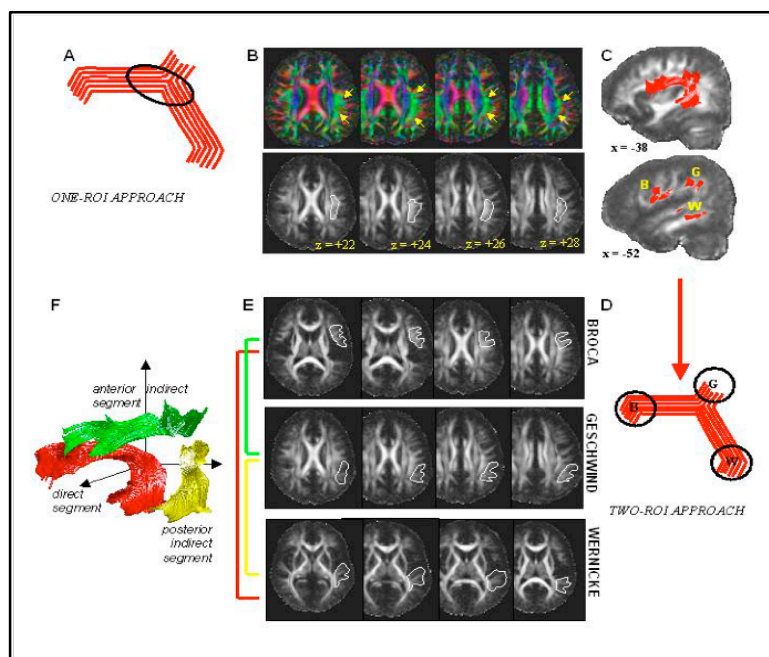 A
ONE-ROI APPROACH
B
z = +22
z = +24
z = +26
z = +28
C
x = -38
B
G
W
x = -52
D
G
B
W
TWO-ROI APPROACH
E
BROCA
GESCHWIND
WERNICKE
F
anterior indirect
segment
direct
segment
posterior
indirect
segment